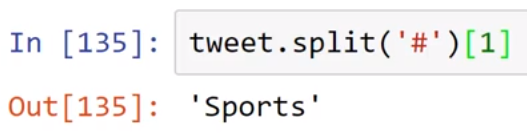 In [135]: tweet.split('#')[1]
Out[135]: 'Sports'